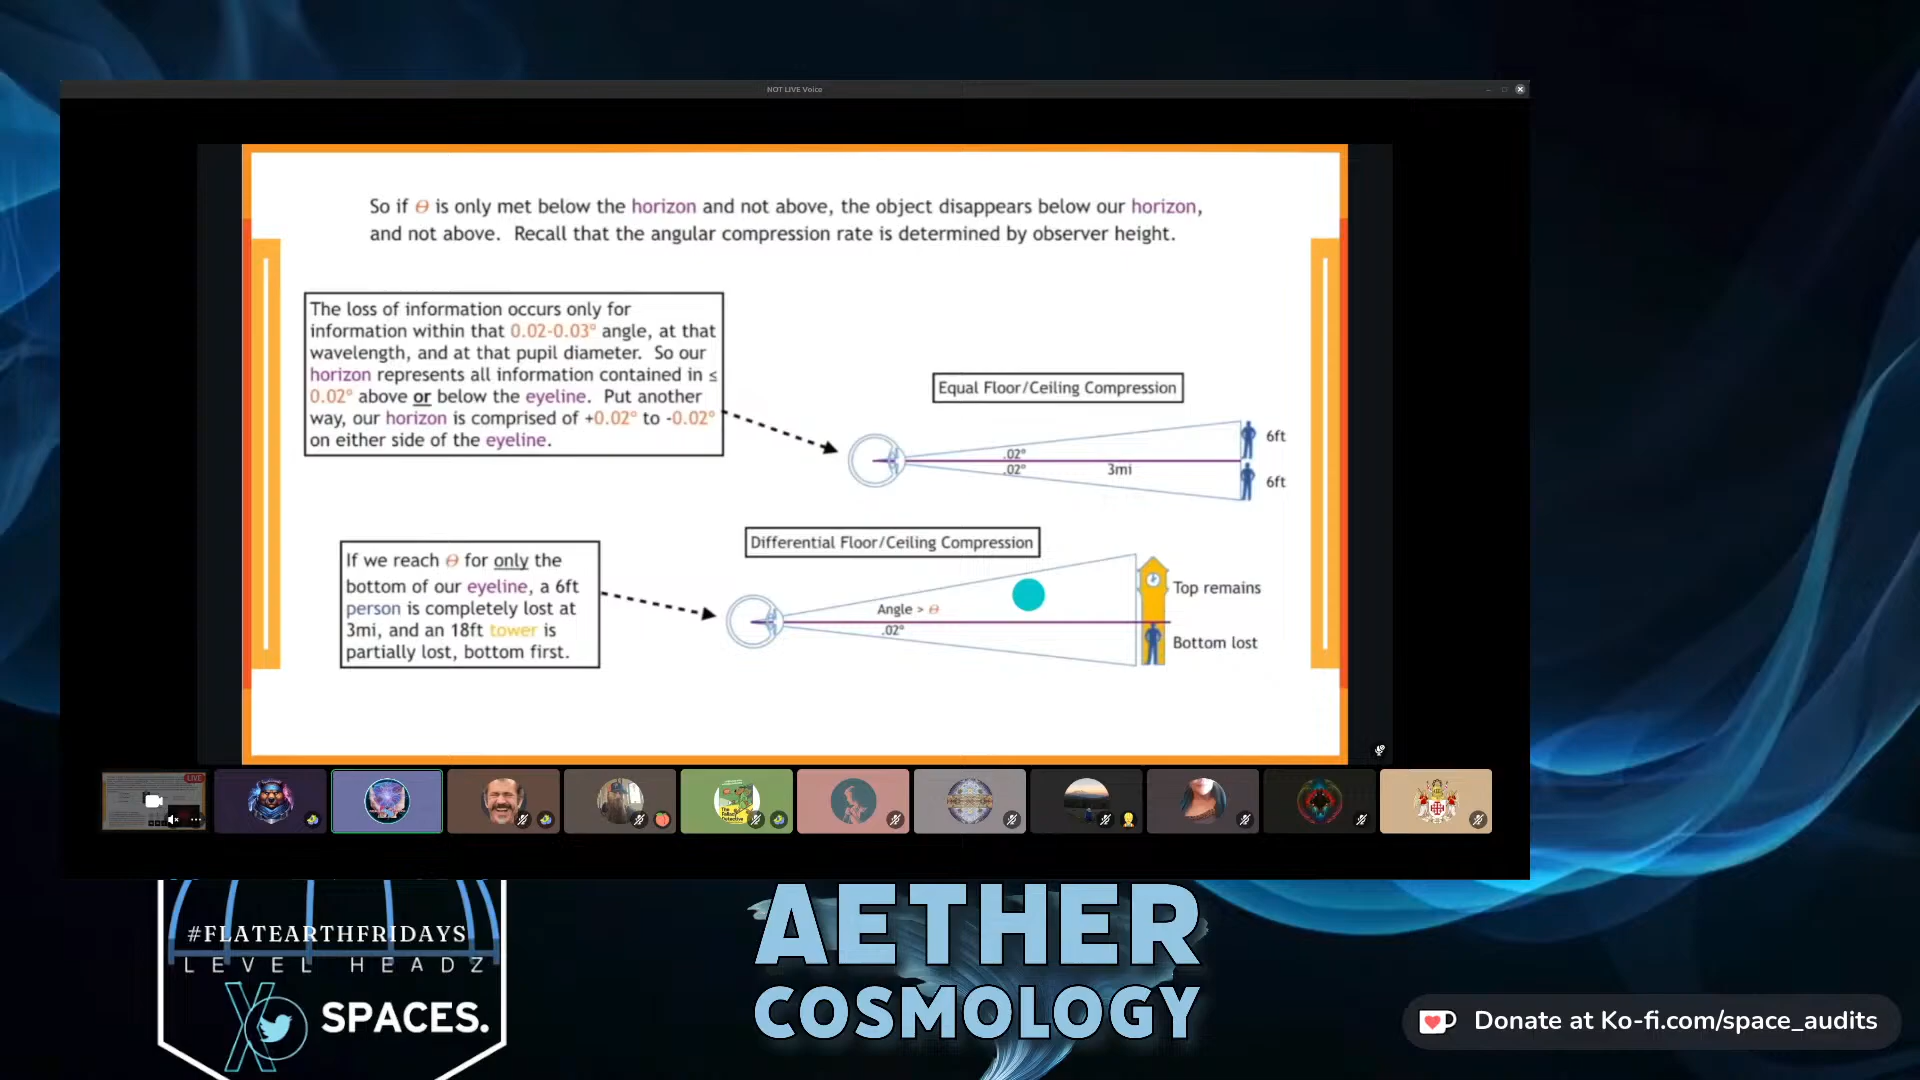 NOT LIVE Voice
So if Θ is only met below the horizon and not above, the object disappears below our horizon,
and not above. Recall that the angular compression rate is determined by observer height.
The loss of information occurs only for
information within that 0.02-0.03° angle, at that
wavelength, and at that pupil diameter. So our
horizon represents all information contained in ≤
0.02° above or below the eyeline. Put another
way, our horizon is comprised of +0.02° to -0.02°
on either side of the eyeline.
Equal Floor/Ceiling Compression
.02°
.02°
3mi
6ft
6ft
Differential Floor/Ceiling Compression
If we reach Θ for only the
bottom of our eyeline, a 6ft
person is completely lost at
3mi, and an 18ft tower is
partially lost, bottom first.
Angle > Θ
.02°
Top remains
Bottom lost
LIVE
#FLATEARTHFRIDAYS
LEVEL HEADZ
X SPACES.
AETHER
COSMOLOGY
Donate at Ko-fi.com/space_audits